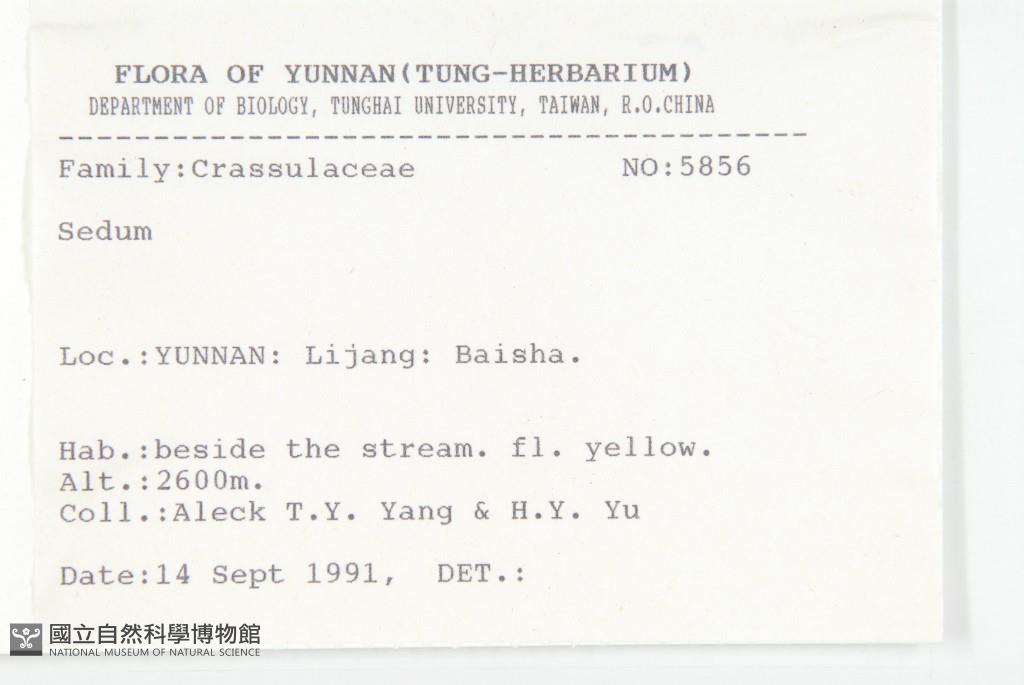 FLORA OF YUNNAN(TUNG-HERBARIUM)
DEPARTMENT OF BIOLOGY, TUNGHAI UNIVERSITY, TAIWAN, R.O.CHINA
Family:Crassulaceae NO:5856
Sedum
Loc.:YUNNAN: Lijang: Baisha.
Hab.:beside the stream. fl. yellow.
Alt.:2600m.
Coll.:Aleck T.Y. Yang & H.Y. Yu
Date:14 Sept 1991, DET.:
國立自然科學博物館
NATIONAL MUSEUM OF NATURAL SCIENCE